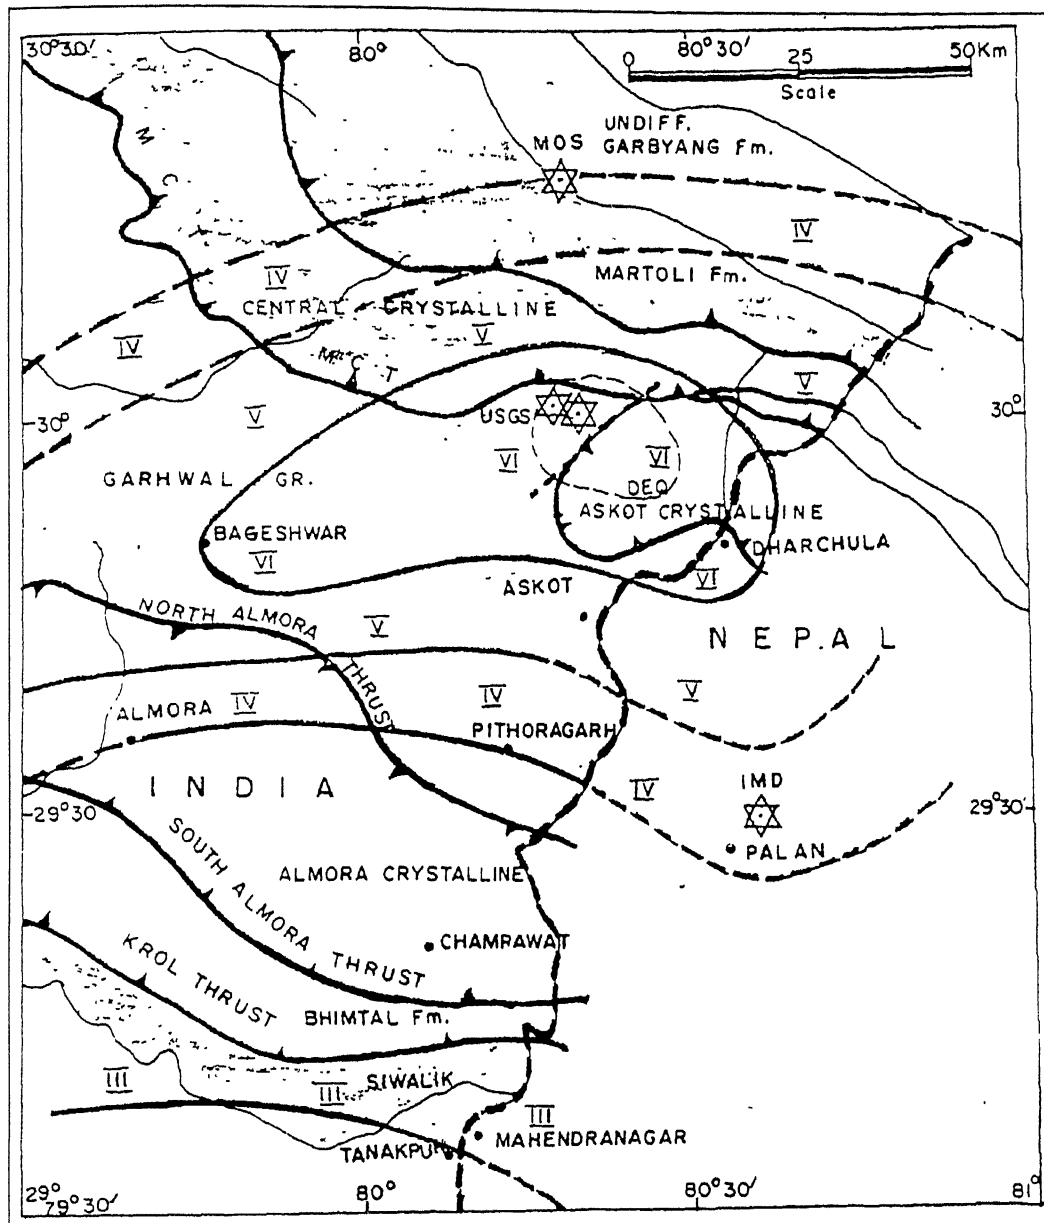 30°30′
80°
80°30′
0 25 50Km
Scale
UNDIFF.
MOS GARBYANG Fm.
M
C
IV
IV
MARTOLI Fm.
CENTRAL CRYSTALLINE
IV
V
M C T
V
V
30°
USGS
30°
VI
VI
GARHWAL GR.
DEQ
ASKOT CRYSTALLINE
BAGESHWAR
DHARCHULA
VI
VI
ASKOT
NORTH ALMORA THRUST
V
NEPAL
V
IV
IV
ALMORA
PITHORAGARH
INDIA
IV
IMD
29°30
29°30′
PALAN
SOUTH ALMORA THRUST
ALMORA CRYSTALLINE
CHAMRAWAT
KROL THRUST
BHIMTAL Fm.
III
III
SIWALIK
III
MAHENDRANAGAR
TANAKPUR
29°
79°30′
80°
80°30′
81°